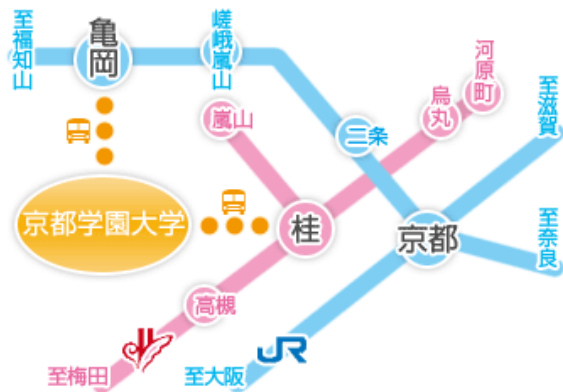 至福知山
亀岡
嵯峨嵐山
河原町
烏丸
至滋賀
嵐山
二条
京都学園大学
桂
京都
至奈良
高槻
至梅田
至大阪
JR